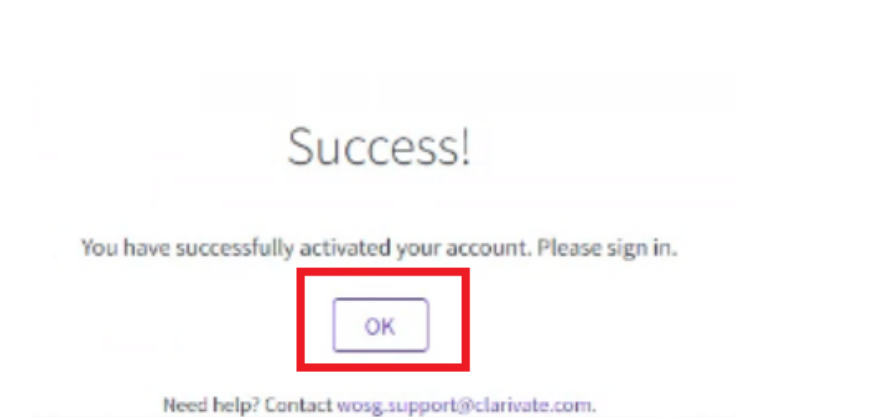 Success!
You have successfully activated your account. Please sign in.
OK
Need help? Contact wosg.support@clarivate.com.